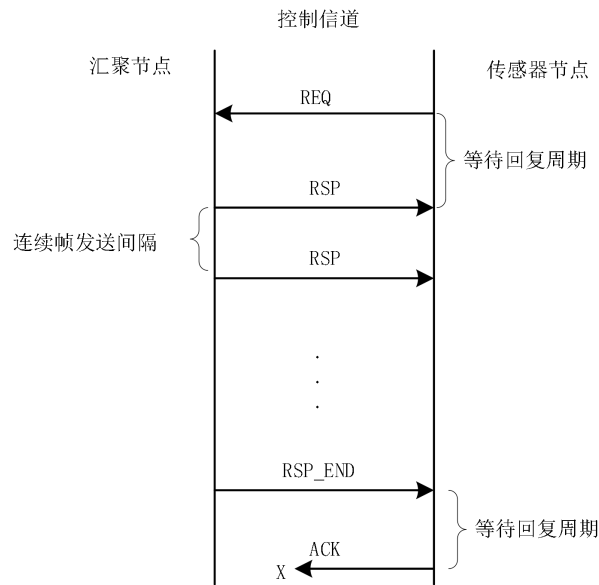 控制信道
汇聚节点
传感器节点
REQ
等待回复周期
RSP
连续帧发送间隔
RSP
RSP_END
等待回复周期
ACK
X